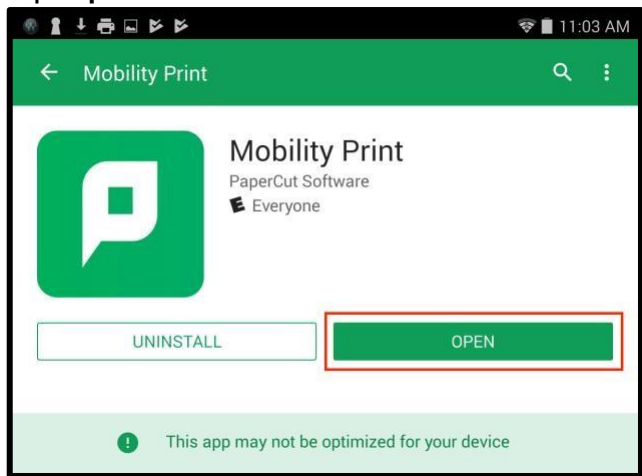 11:03 AM
Mobility Print
Mobility Print
PaperCut Software
E Everyone
UNINSTALL
OPEN
! This app may not be optimized for your device